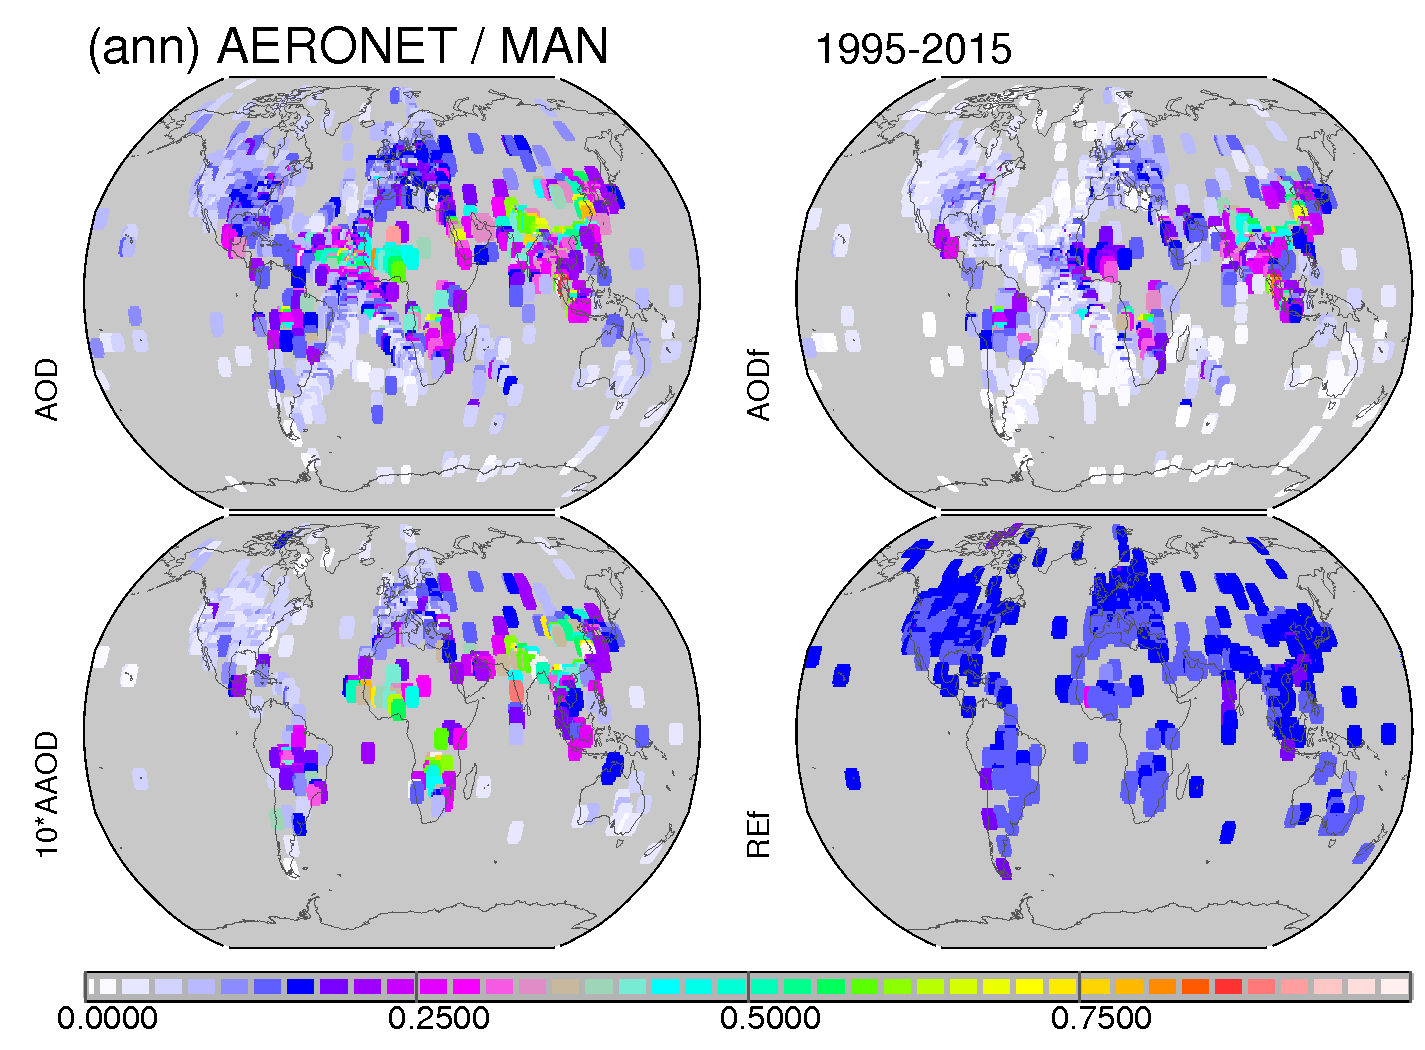 (ann) AERONET / MAN 1995-2015
AOD
AODf
10*AAOD
REf
0.0000 0.2500 0.5000 0.7500